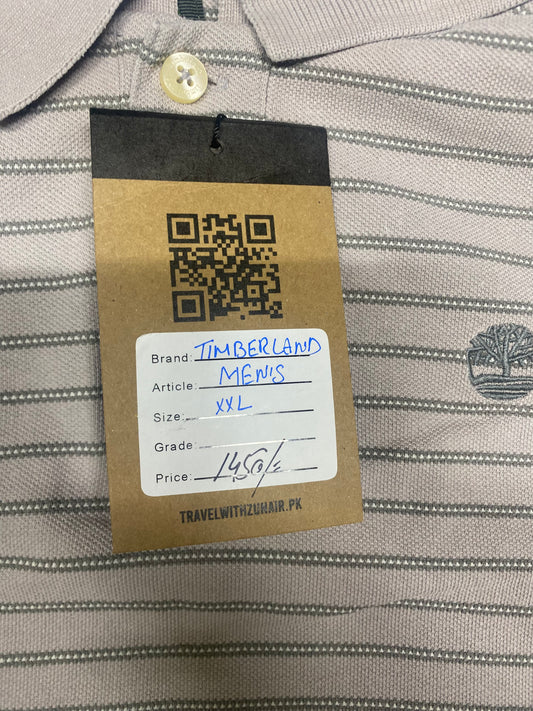 Brand: TIMBERLAND
Article: MEN'S
Size: XXL
Grade:
Price: 1450/=
TRAVELWITHZUHAIR.PK